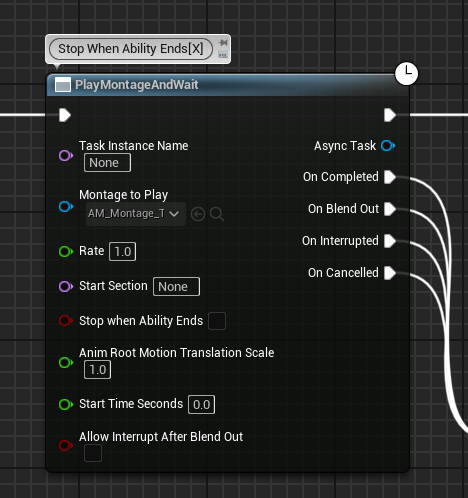 Stop When Ability Ends[X]
PlayMontageAndWait
Task Instance Name
None
Async Task
Montage to Play
AM_Montage_T
On Completed
On Blend Out
Rate 1.0
On Interrupted
Start Section None
On Cancelled
Stop when Ability Ends
Anim Root Motion Translation Scale
1.0
Start Time Seconds 0.0
Allow Interrupt After Blend Out